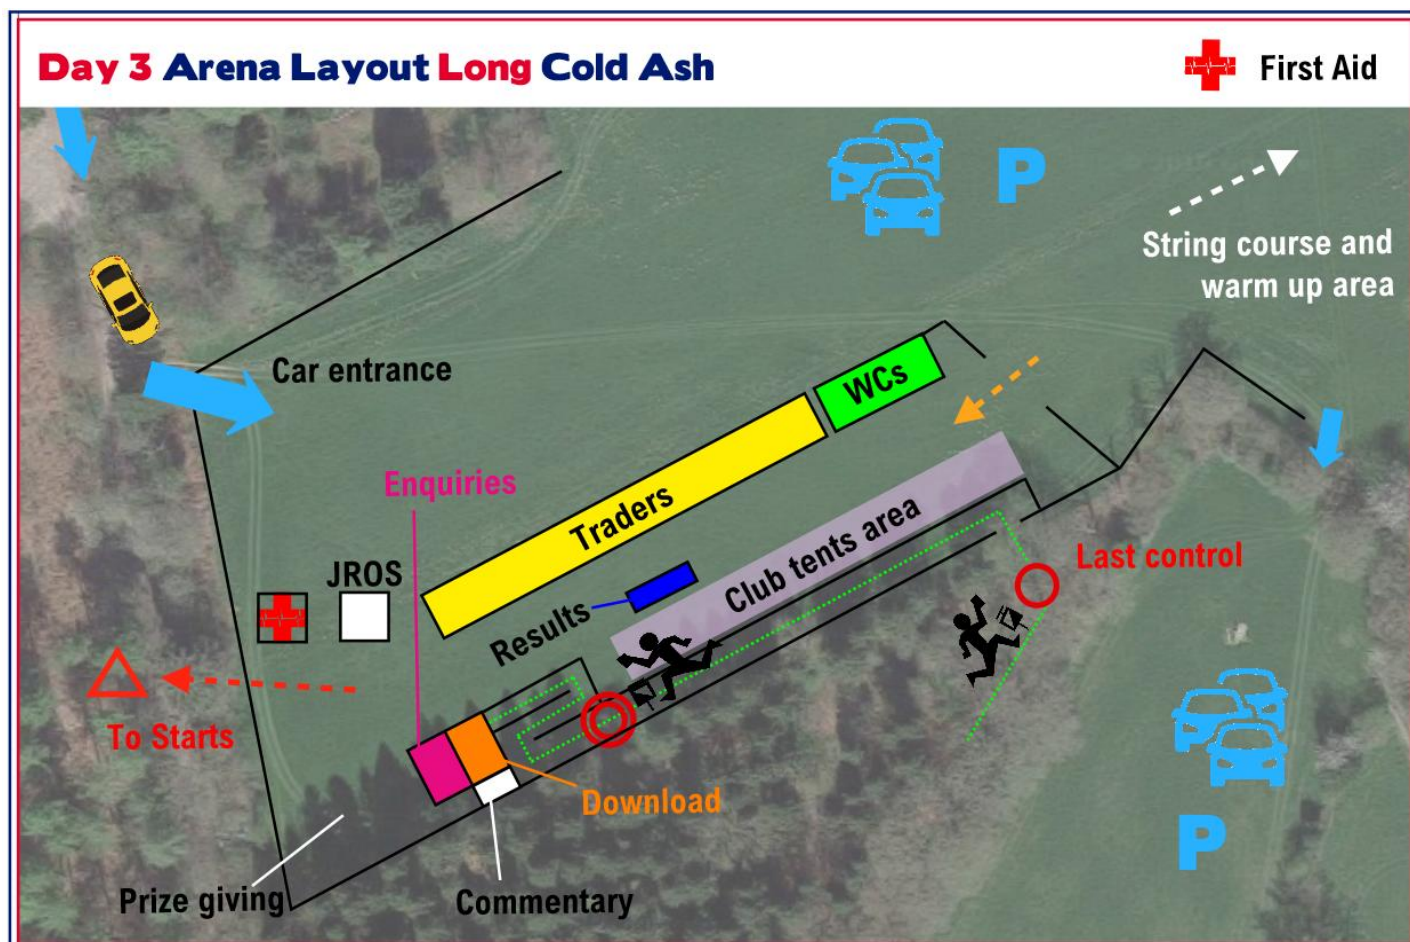 Day 3 Arena Layout Long Cold Ash
First Aid
P
String course and
warm up area
Car entrance
WCs
Enquiries
Traders
JROS
Results
Club tents area
Last control
To Starts
Download
P
Prize giving
Commentary